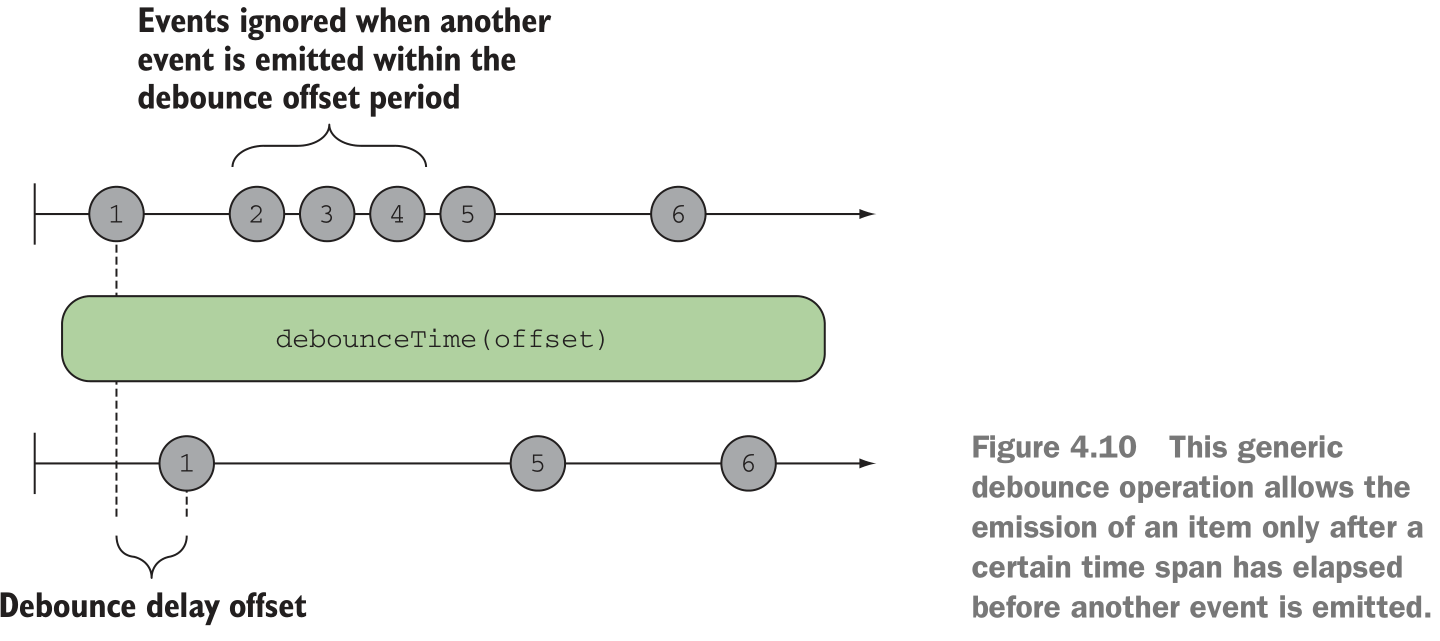 Events ignored when another
event is emitted within the
debounce offset period
1
2
3
4
5
6
debounceTime(offset)
1
5
6
Debounce delay offset
Figure 4.10 This generic
debounce operation allows the
emission of an item only after a
certain time span has elapsed
before another event is emitted.